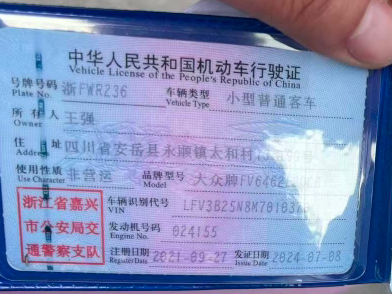 中华人民共和国机动车行驶证
Vehicle License of the People's Republic of China
号牌号码 浙FWR236 车辆类型 小型普通客车
Plate No. Vehicle Type
所有人 王强
Owner
住址 四川省安岳县永顺镇太和村
Address
使用性质 非营运 品牌型号 大众牌FV6462
Use Character Model
浙江省嘉兴 车辆识别代号 LFV3B25N8M701037
VIN
市公安局交 发动机号码 024155
Engine No.
通警察支队 注册日期 2021-09-27 发证日期 2024-07-08
Register Date Issue Date